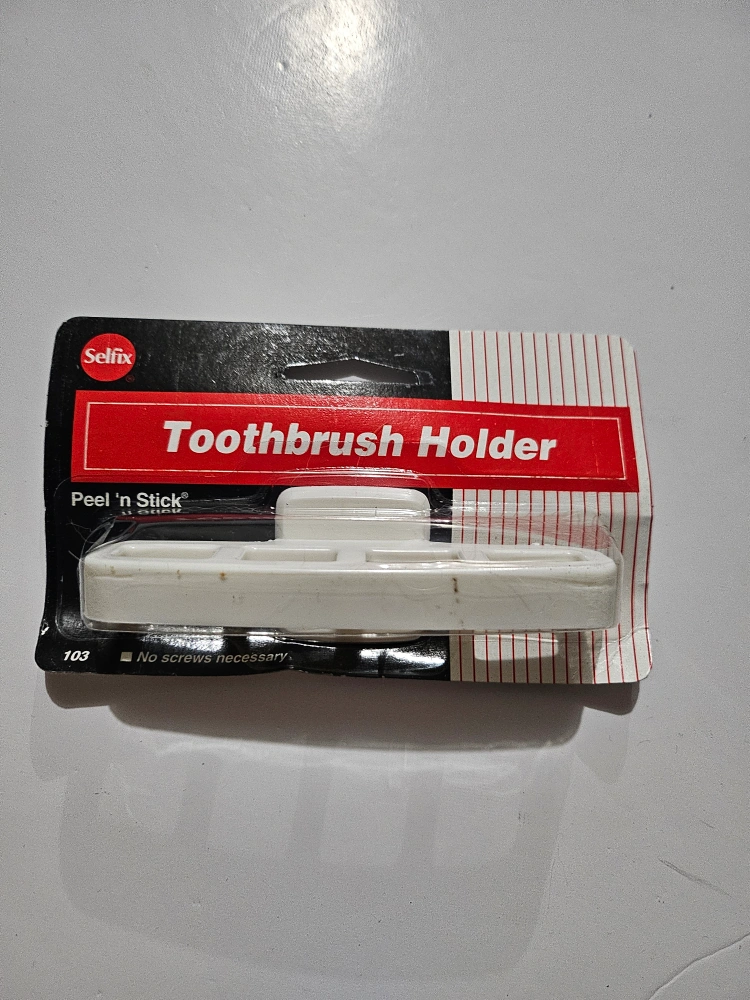 Selfix
Toothbrush Holder
Peel 'n Stick®
103 ■ No screws necessary